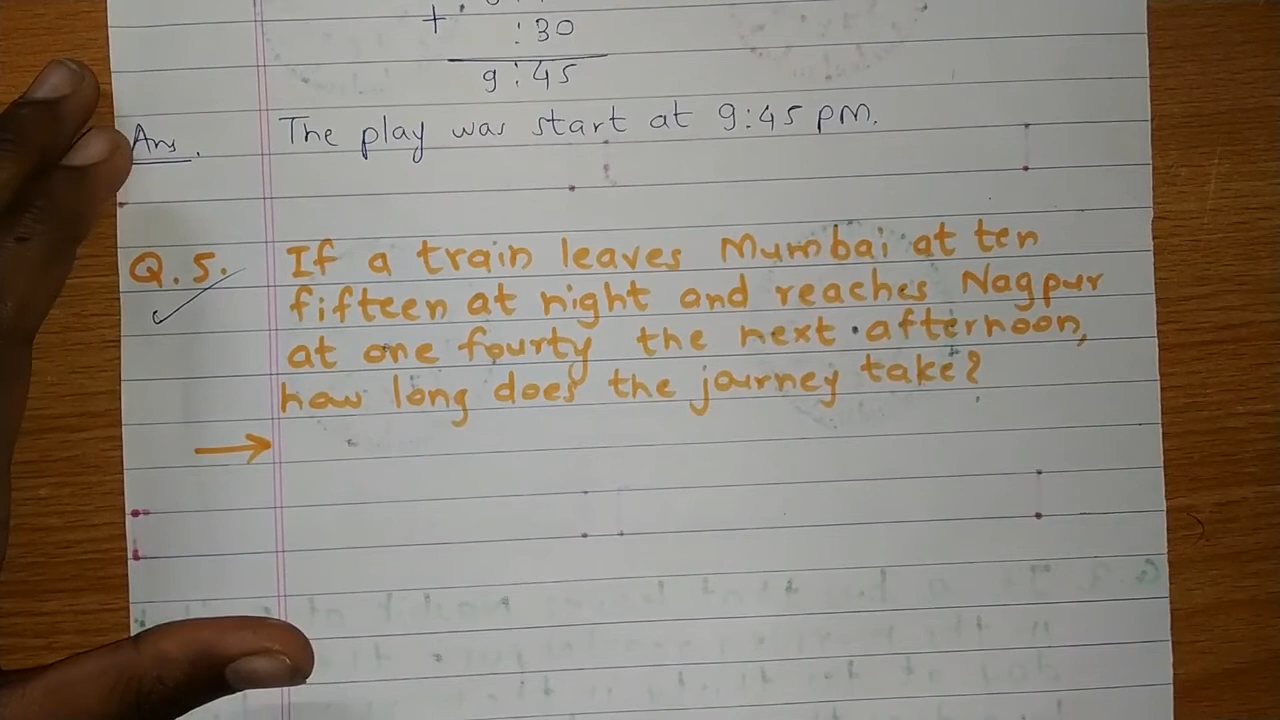 + :30
9:45
Ans. The play was start at 9:45 pm.
Q.5. If a train leaves Mumbai at ten
fifteen at night and reaches Nagpur
at one fourty the next afternoon,
how long does the journey take?